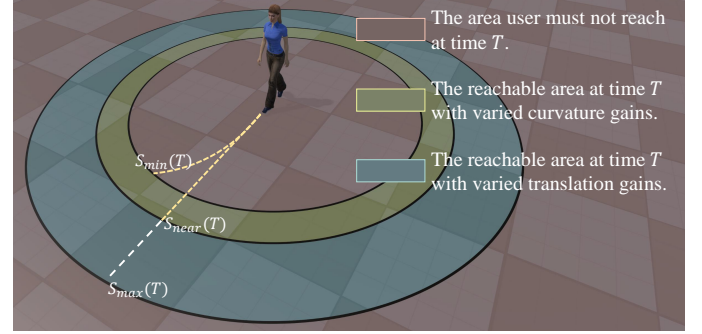 The area user must not reach
at time T.
The reachable area at time T
with varied curvature gains.
The reachable area at time T
with varied translation gains.
S_min(T)
S_near(T)
S_max(T)